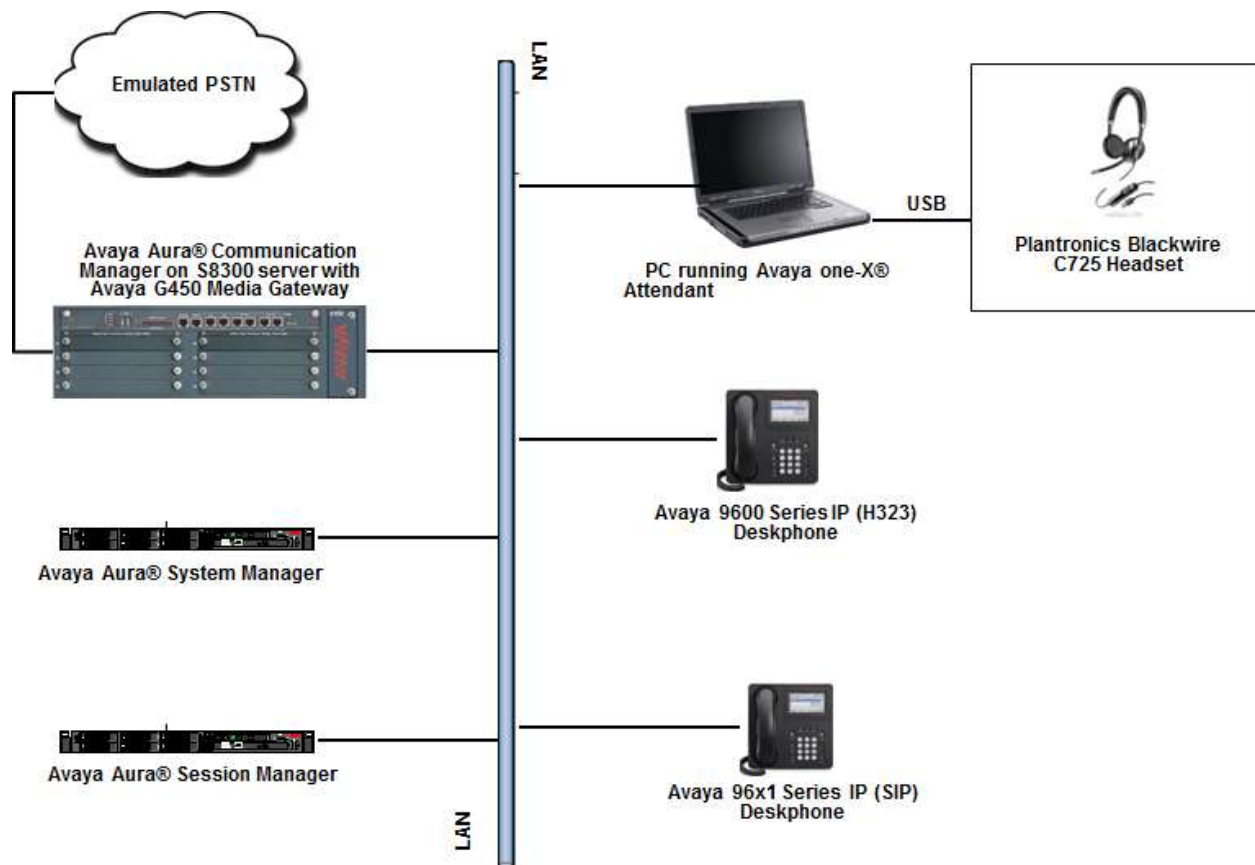 Emulated PSTN
LAN
USB
Plantronics Blackwire
C725 Headset
PC running Avaya one-X®
Attendant
Avaya Aura® Communication
Manager on S8300 server with
Avaya G450 Media Gateway
AVAYA
Avaya 9600 Series IP (H323)
Deskphone
Avaya Aura® System Manager
Avaya Aura® Session Manager
Avaya 96x1 Series IP (SIP)
Deskphone
LAN